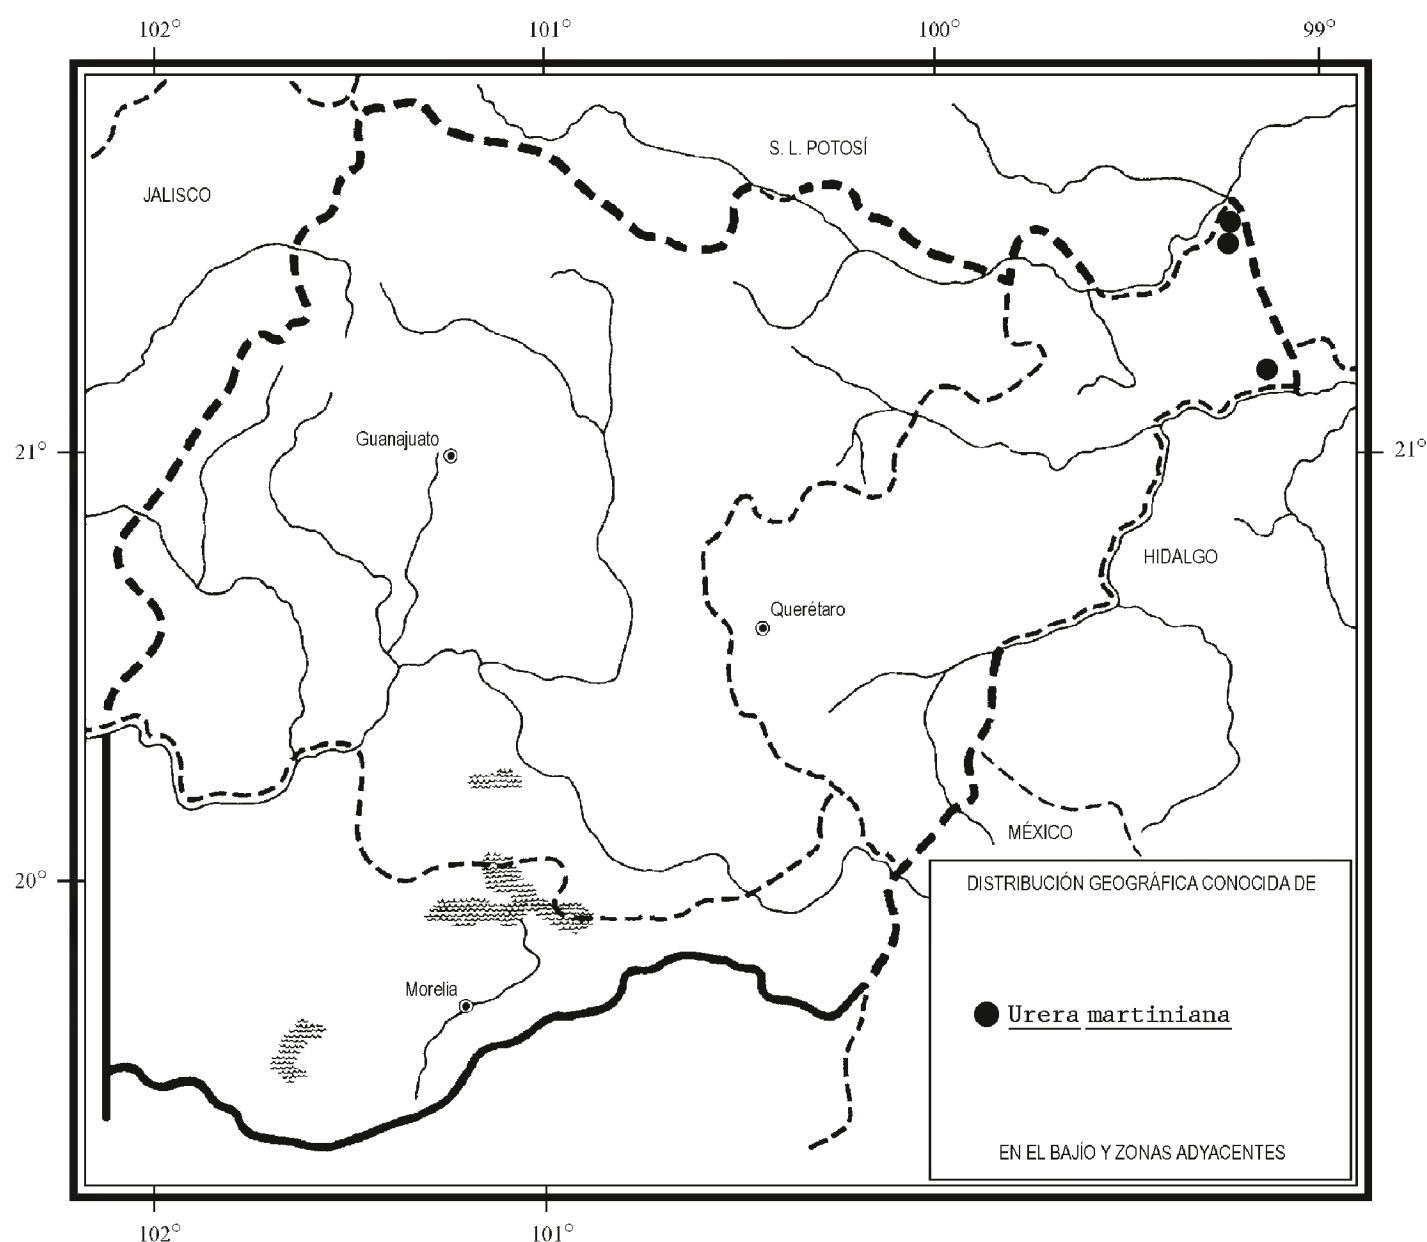 102° 101° 100° 99°
S. L. POTOSÍ
JALISCO
Guanajuato
21° 21°
HIDALGO
Querétaro
MÉXICO
20°
DISTRIBUCIÓN GEOGRÁFICA CONOCIDA DE
Morelia
Urera martiniana
EN EL BAJÍO Y ZONAS ADYACENTES
102° 101°